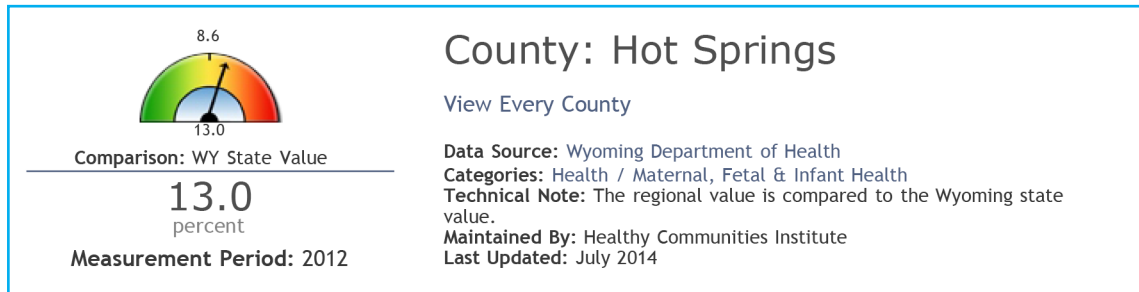 8.6
13.0
Comparison: WY State Value
13.0
percent
Measurement Period: 2012
County: Hot Springs
View Every County
Data Source: Wyoming Department of Health
Categories: Health / Maternal, Fetal & Infant Health
Technical Note: The regional value is compared to the Wyoming state
value.
Maintained By: Healthy Communities Institute
Last Updated: July 2014